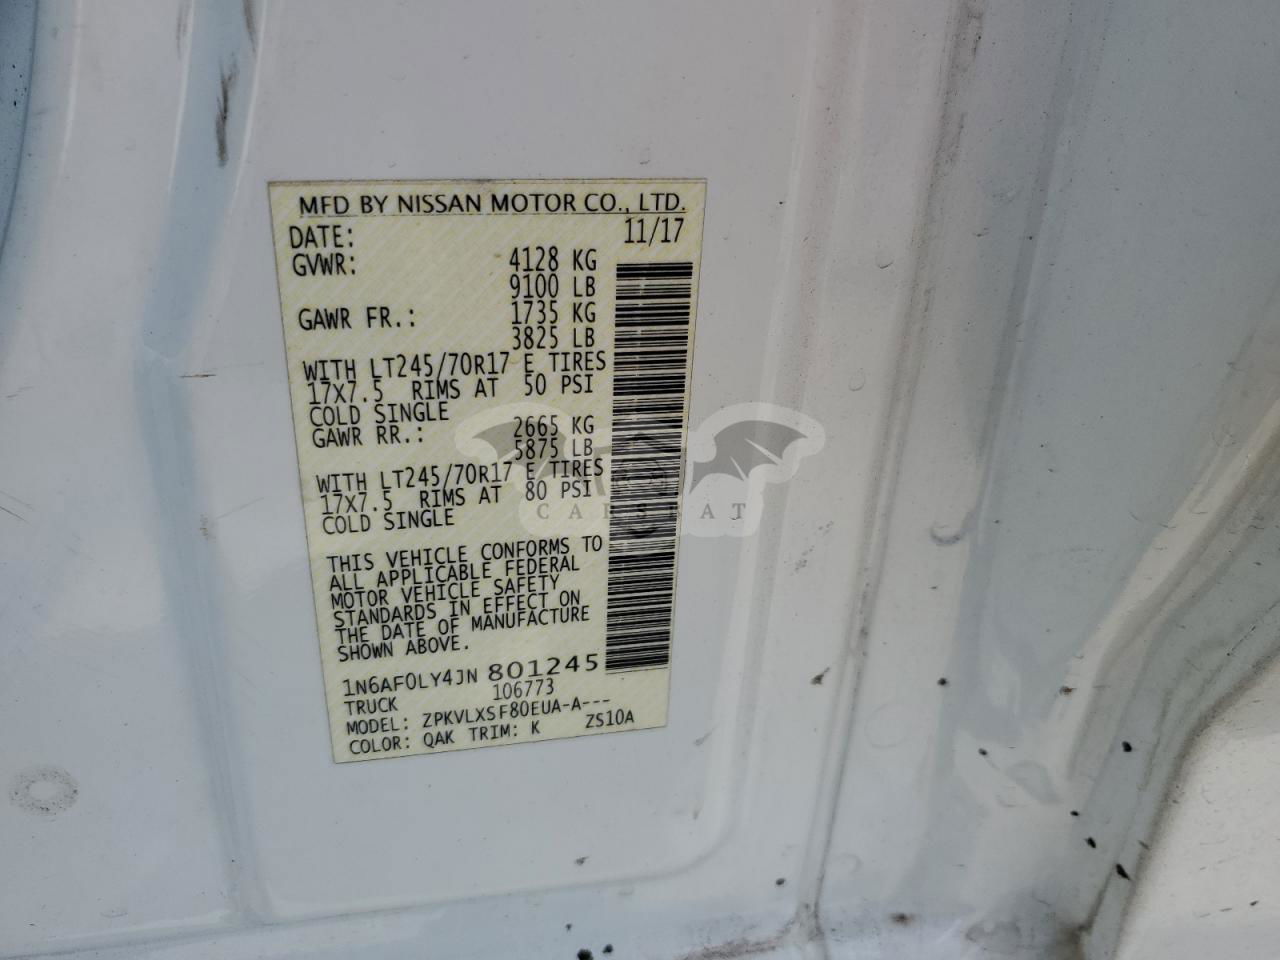 MFD BY NISSAN MOTOR CO., LTD.
DATE: 11/17
GVWR: 4128 KG
9100 LB
GAWR FR.: 1735 KG
3825 LB
WITH LT245/70R17 E TIRES
17X7.5 RIMS AT 50 PSI
COLD SINGLE
GAWR RR.: 2665 KG
5875 LB
WITH LT245/70R17 E TIRES
17X7.5 RIMS AT 80 PSI
COLD SINGLE
THIS VEHICLE CONFORMS TO
ALL APPLICABLE FEDERAL
MOTOR VEHICLE SAFETY
STANDARDS IN EFFECT ON
THE DATE OF MANUFACTURE
SHOWN ABOVE.
1N6AF0LY4JN801245
TRUCK 106773
MODEL: ZPKVLXSF80EUA-A---
COLOR: QAK TRIM: K ZS10A
CARSRAT